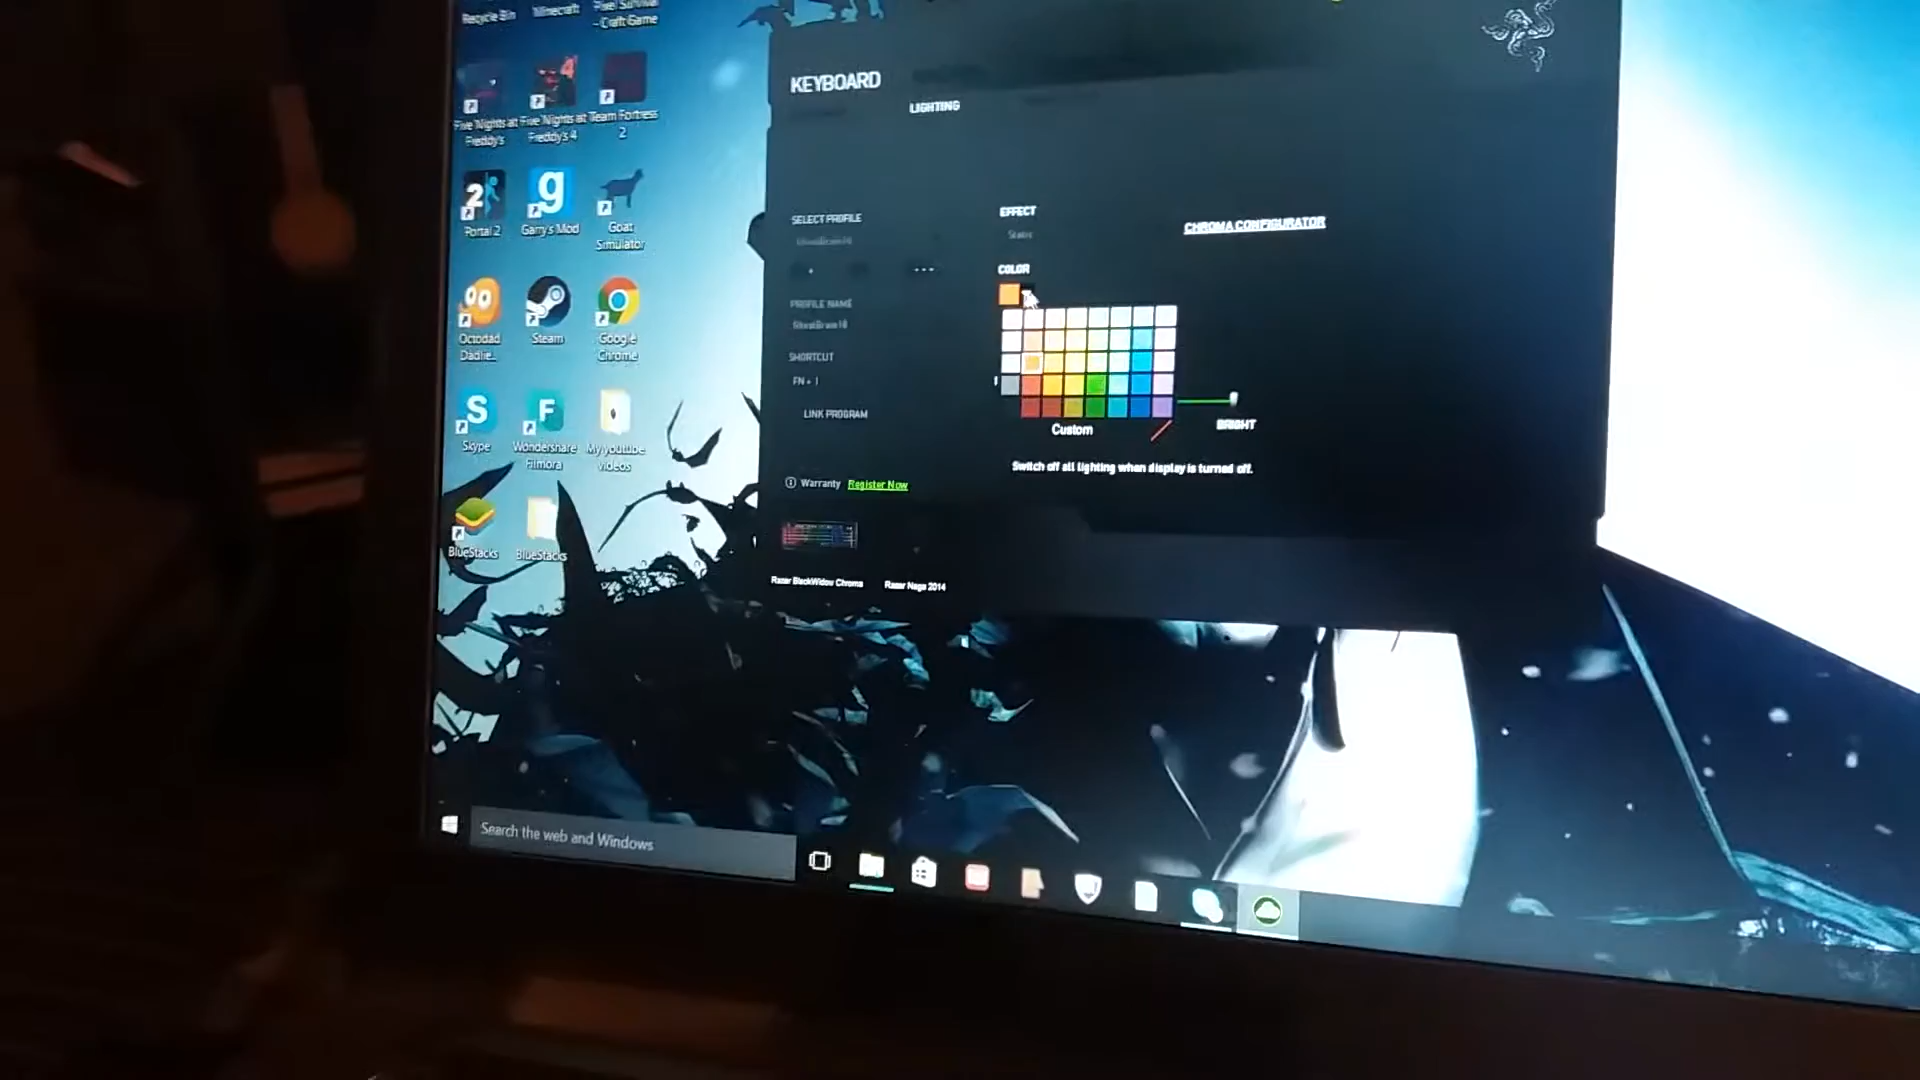 Recycle Bin
Minecraft
Pixel Survival
- Craft Game
Five Nights at
Freddy's
Five Nights at
Freddy's 4
Team Fortress
2
Portal 2
Garry's Mod
Goat
Simulator
Octodad
Dadlie...
Steam
Google
Chrome
Skype
Wondershare
Filmora
My youtube
videos
BlueStacks
BlueStacks
KEYBOARD
LIGHTING
SELECT PROFILE
PROFILE NAME
SHORTCUT
FN + 1
LINK PROGRAM
EFFECT
Static
COLOR
CHROMA CONFIGURATOR
Custom
BRIGHT
Switch off all lighting when display is turned off.
Warranty Register Now
Razer BlackWidow Chroma
Razer Naga 2014
Search the web and Windows